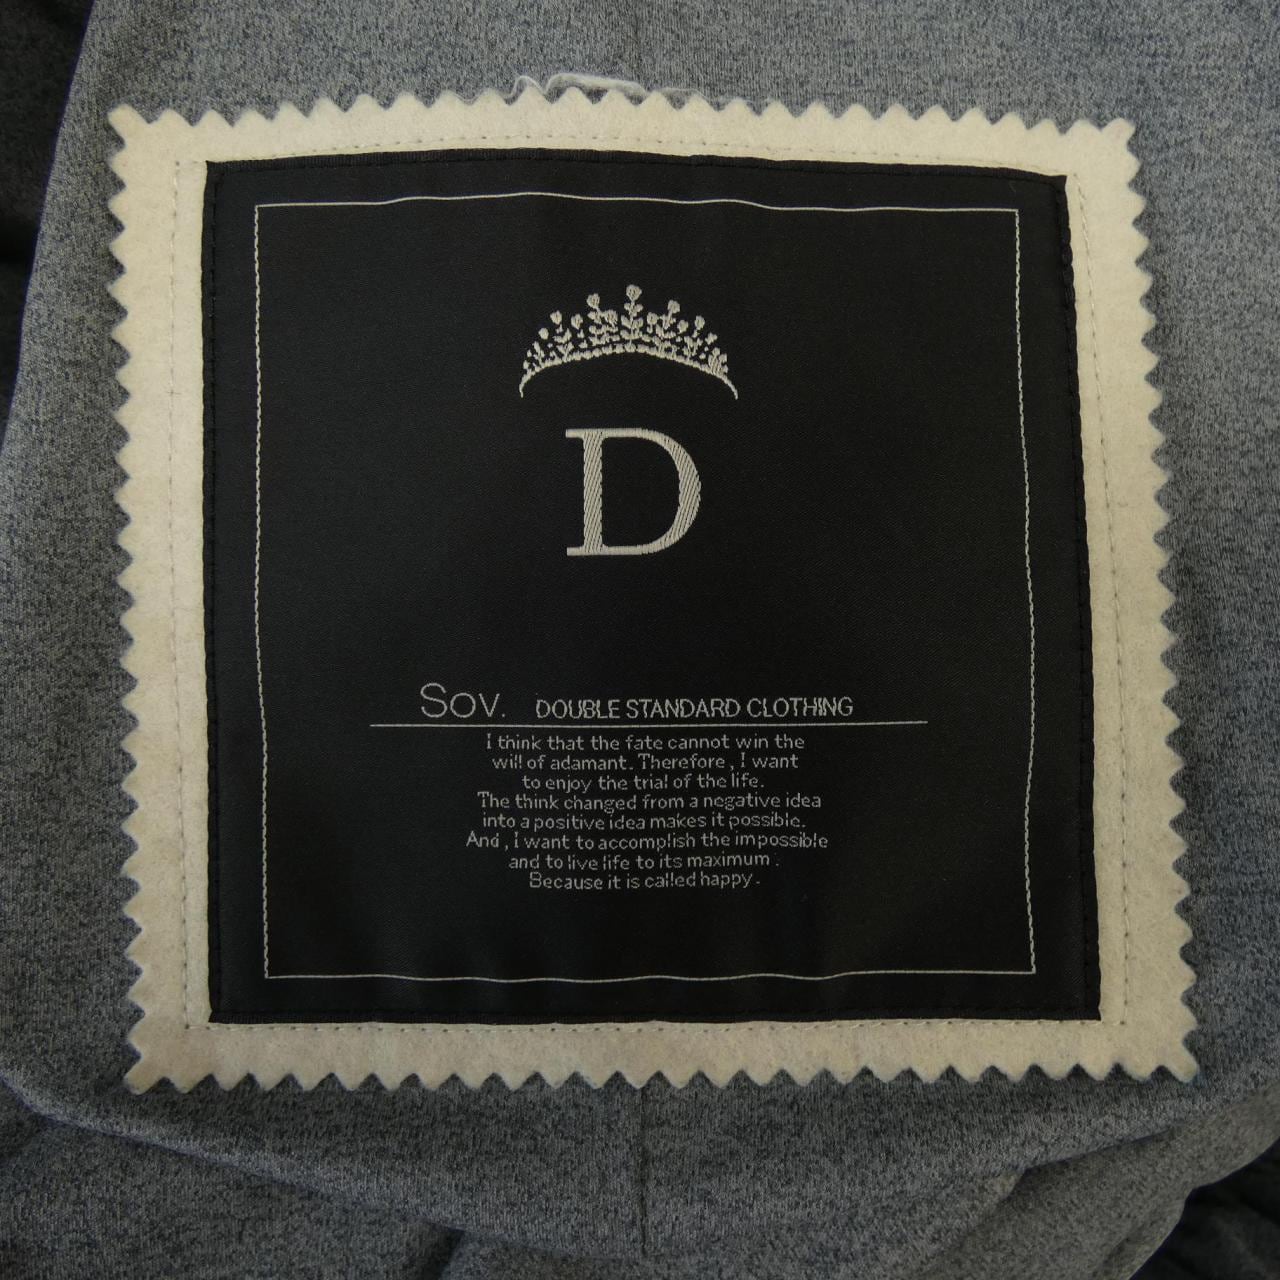 D
Sov. DOUBLE STANDARD CLOTHING
I think that the fate cannot win the
will of adamant. Therefore, I want
to enjoy the trial of the life.
The think changed from a negative idea
into a positive idea makes it possible.
And, I want to accomplish the impossible
and to live life to its maximum.
Because it is called happy.